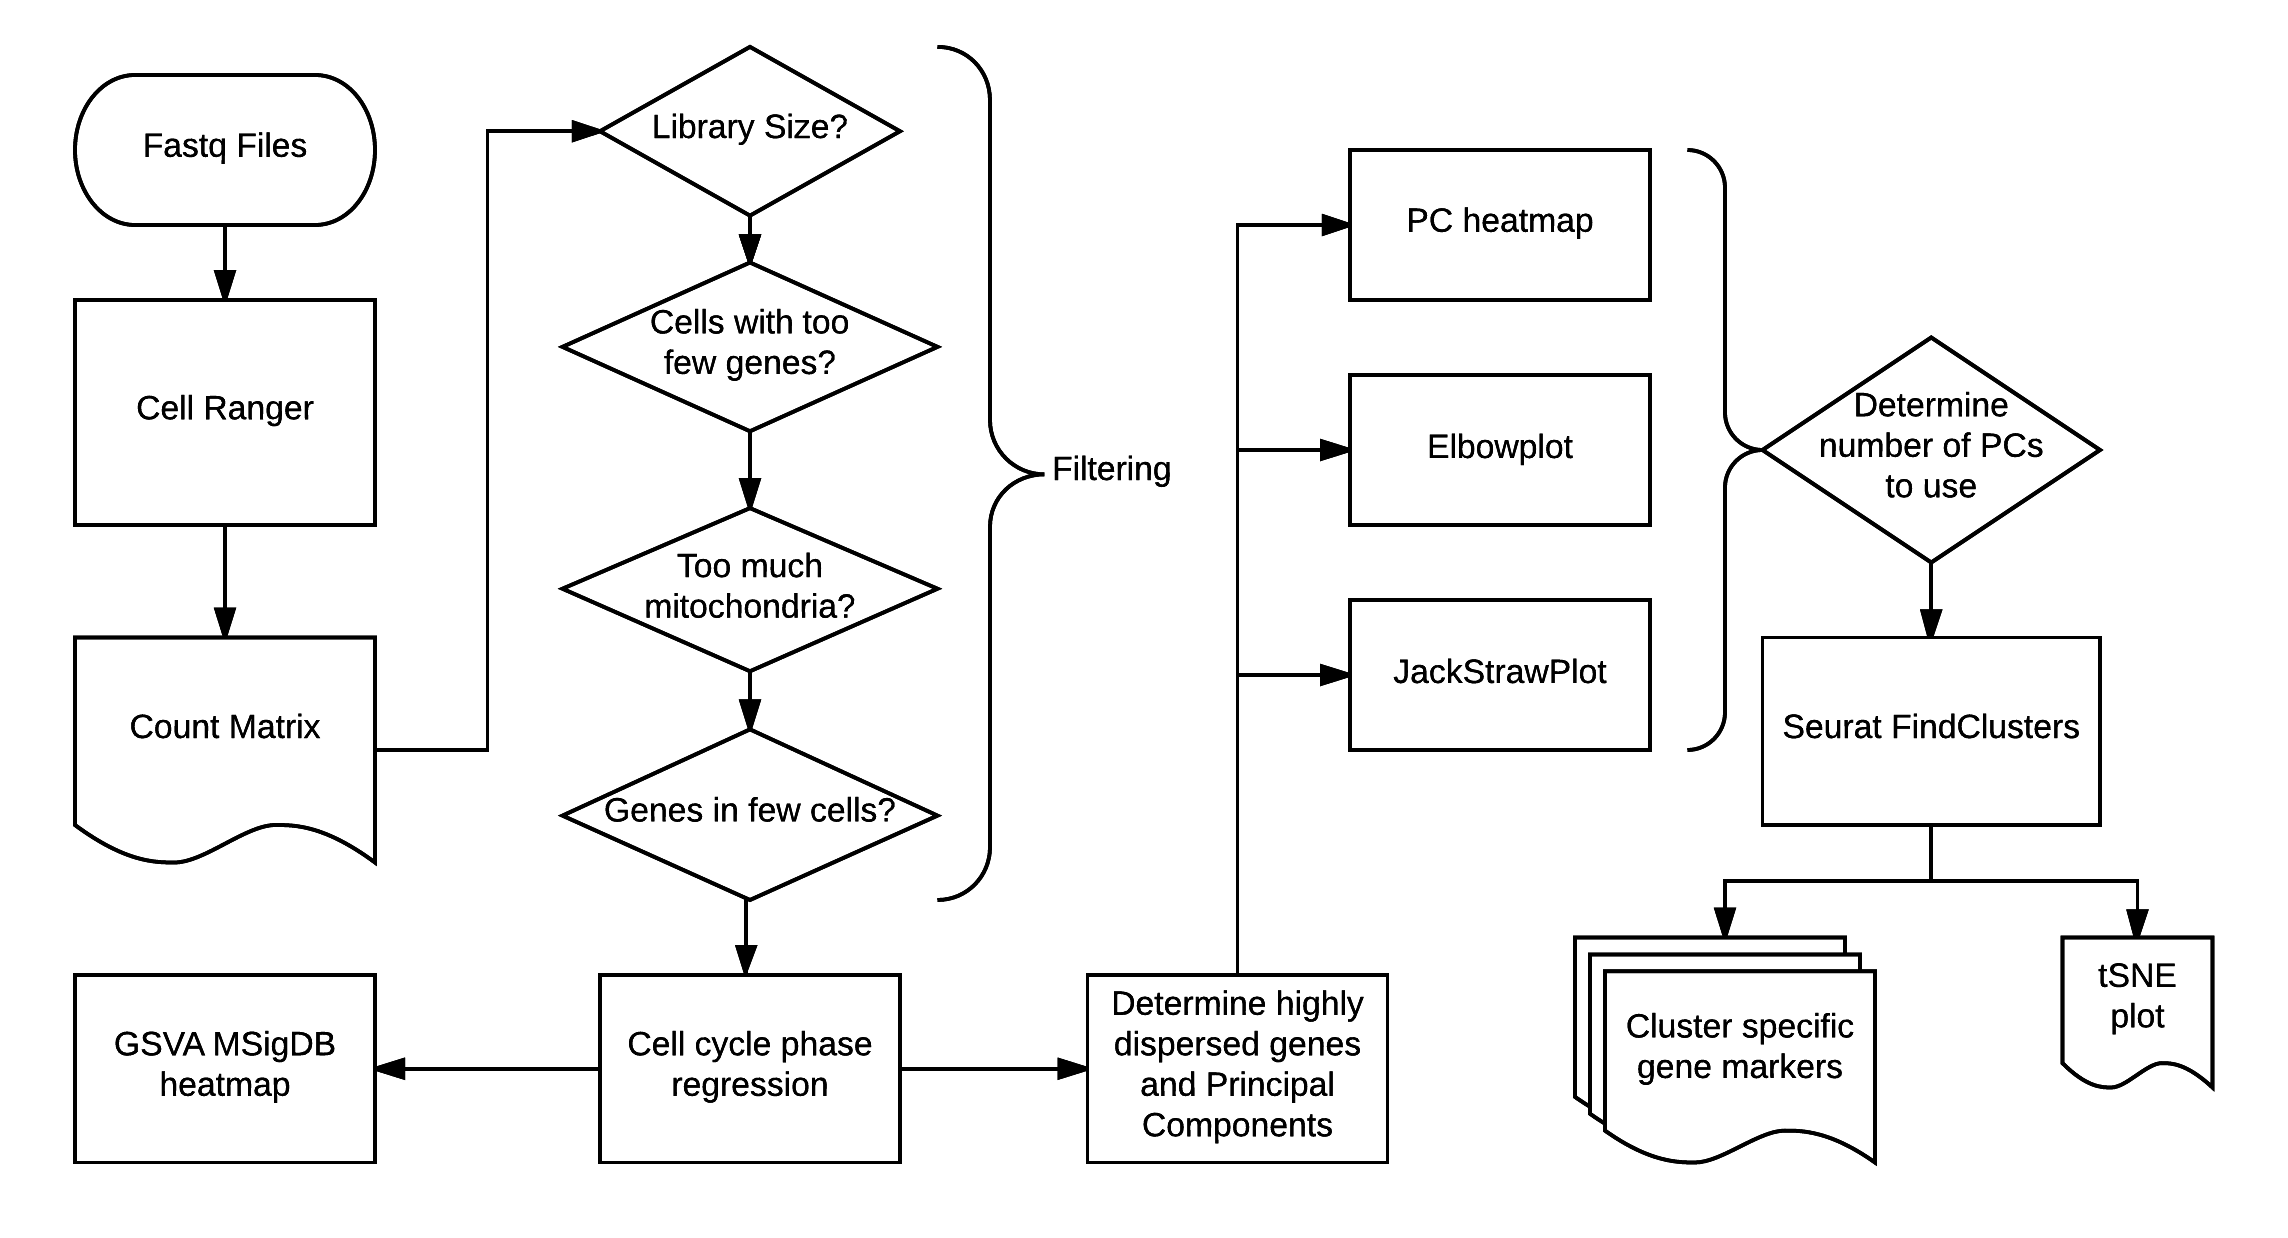 Fastq Files
Cell Ranger
Count Matrix
Library Size?
Cells with too
few genes?
Too much
mitochondria?
Genes in few cells?
Filtering
Cell cycle phase
regression
GSVA MSigDB
heatmap
Determine highly
dispersed genes
and Principal
Components
PC heatmap
Elbowplot
JackStrawPlot
Determine
number of PCs
to use
Seurat FindClusters
Cluster specific
gene markers
tSNE
plot